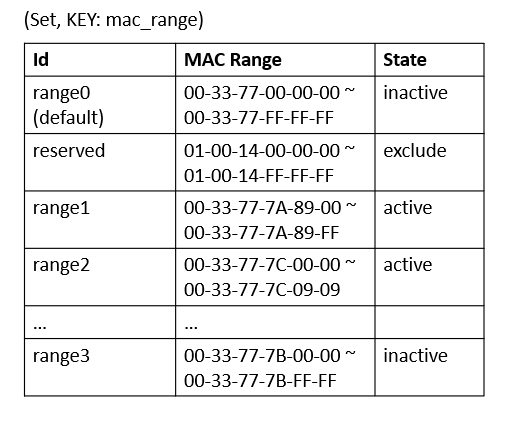 (Set, KEY: mac_range)
Id MAC Range State
range0 00-33-77-00-00-00 ~ inactive
(default) 00-33-77-FF-FF-FF
reserved 01-00-14-00-00-00 ~ exclude
01-00-14-FF-FF-FF
range1 00-33-77-7A-89-00 ~ active
00-33-77-7A-89-FF
range2 00-33-77-7C-00-00 ~ active
00-33-77-7C-09-09
... ...
range3 00-33-77-7B-00-00 ~ inactive
00-33-77-7B-FF-FF